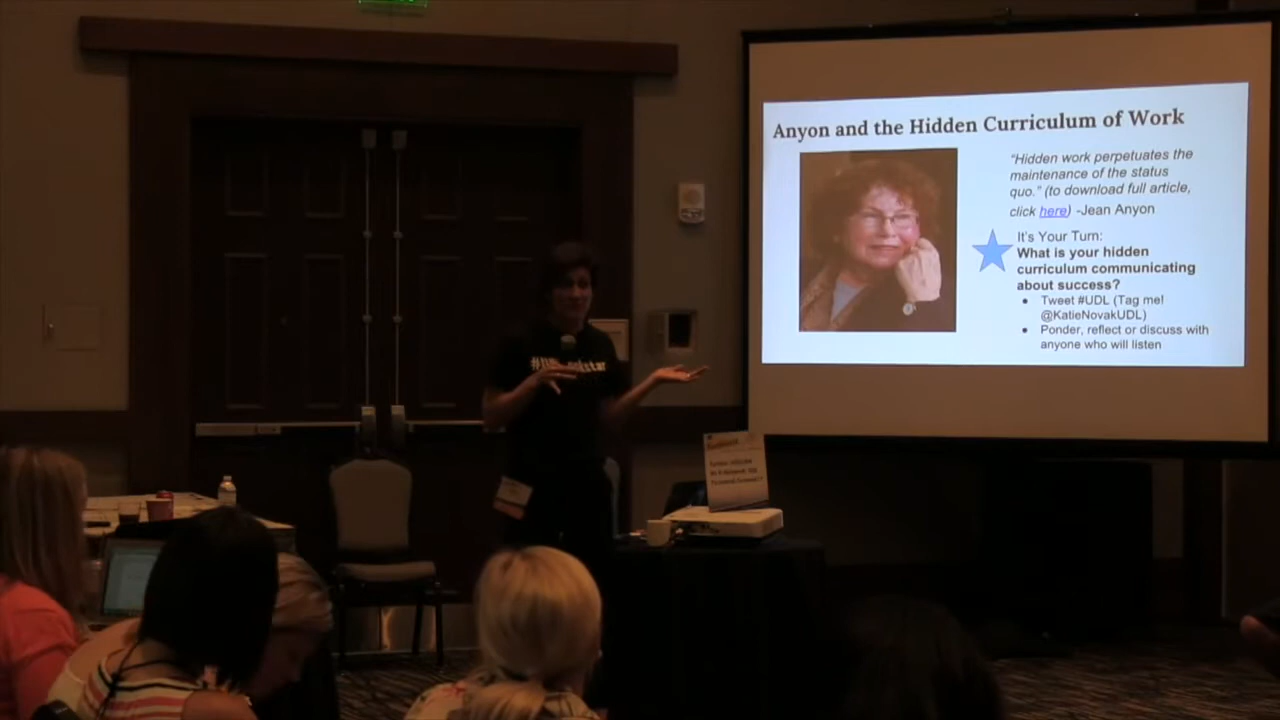 Anyon and the Hidden Curriculum of Work
"Hidden work perpetuates the
maintenance of the status
quo." (to download full article,
click here) -Jean Anyon
It's Your Turn:
What is your hidden
curriculum communicating
about success?
• Tweet #UDL (Tag me!
@KatieNovakUDL)
• Ponder, reflect or discuss with
anyone who will listen